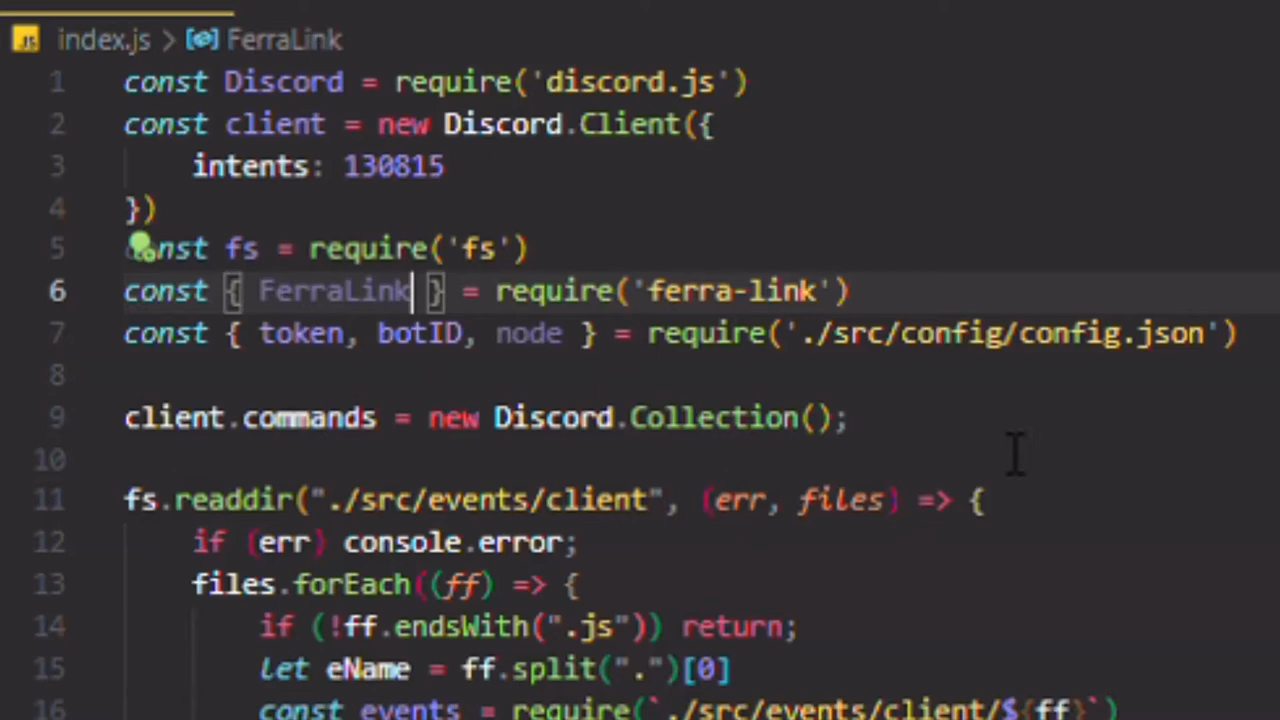 JS index.js > FerraLink
1 const Discord = require('discord.js')
2 const client = new Discord.Client({
3 intents: 130815
4 })
5 nst fs = require('fs')
6 const { FerraLink } = require('ferra-link')
7 const { token, botID, node } = require('./src/config/config.json')
8
9 client.commands = new Discord.Collection();
10
11 fs.readdir("./src/events/client", (err, files) => {
12 if (err) console.error;
13 files.forEach((ff) => {
14 if (!ff.endsWith(".js")) return;
15 let eName = ff.split(".")[0]
16 const events = require(`./src/events/client/${ff}`)